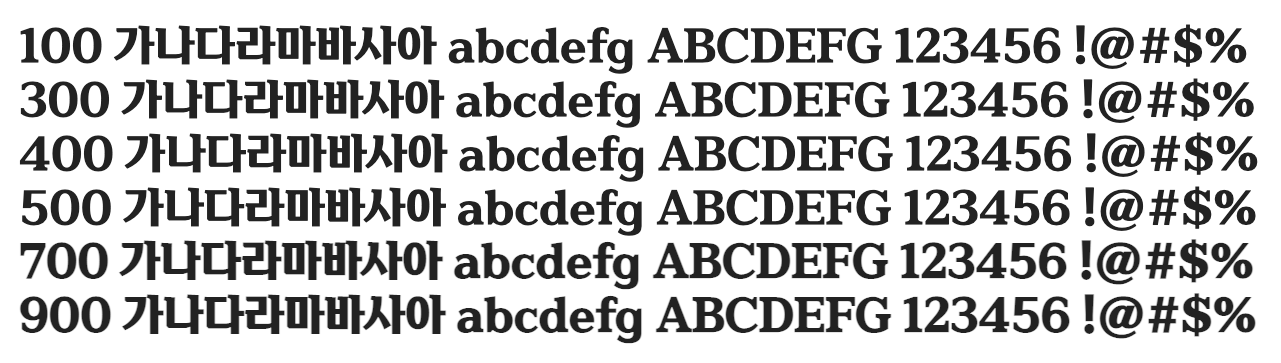 100 가나다라마바사아 abcdefg ABCDEFG 123456 !@#$%
300 가나다라마바사아 abcdefg ABCDEFG 123456 !@#$%
400 가나다라마바사아 abcdefg ABCDEFG 123456 !@#$%
500 가나다라마바사아 abcdefg ABCDEFG 123456 !@#$%
700 가나다라마바사아 abcdefg ABCDEFG 123456 !@#$%
900 가나다라마바사아 abcdefg ABCDEFG 123456 !@#$%